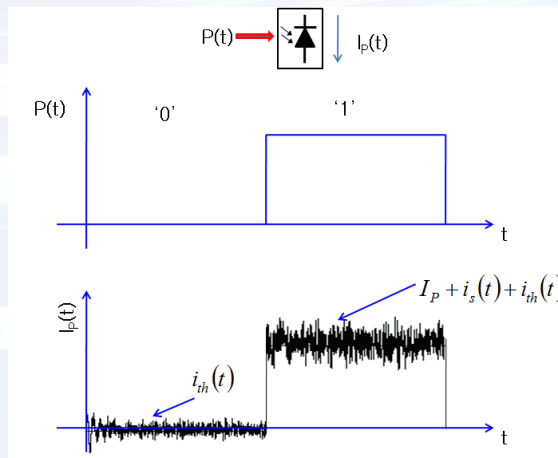 P(t)
I_P(t)
P(t)
‘0’
‘1’
t
I_P + i_s(t) + i_th(t)
I_P(t)
i_th(t)
t